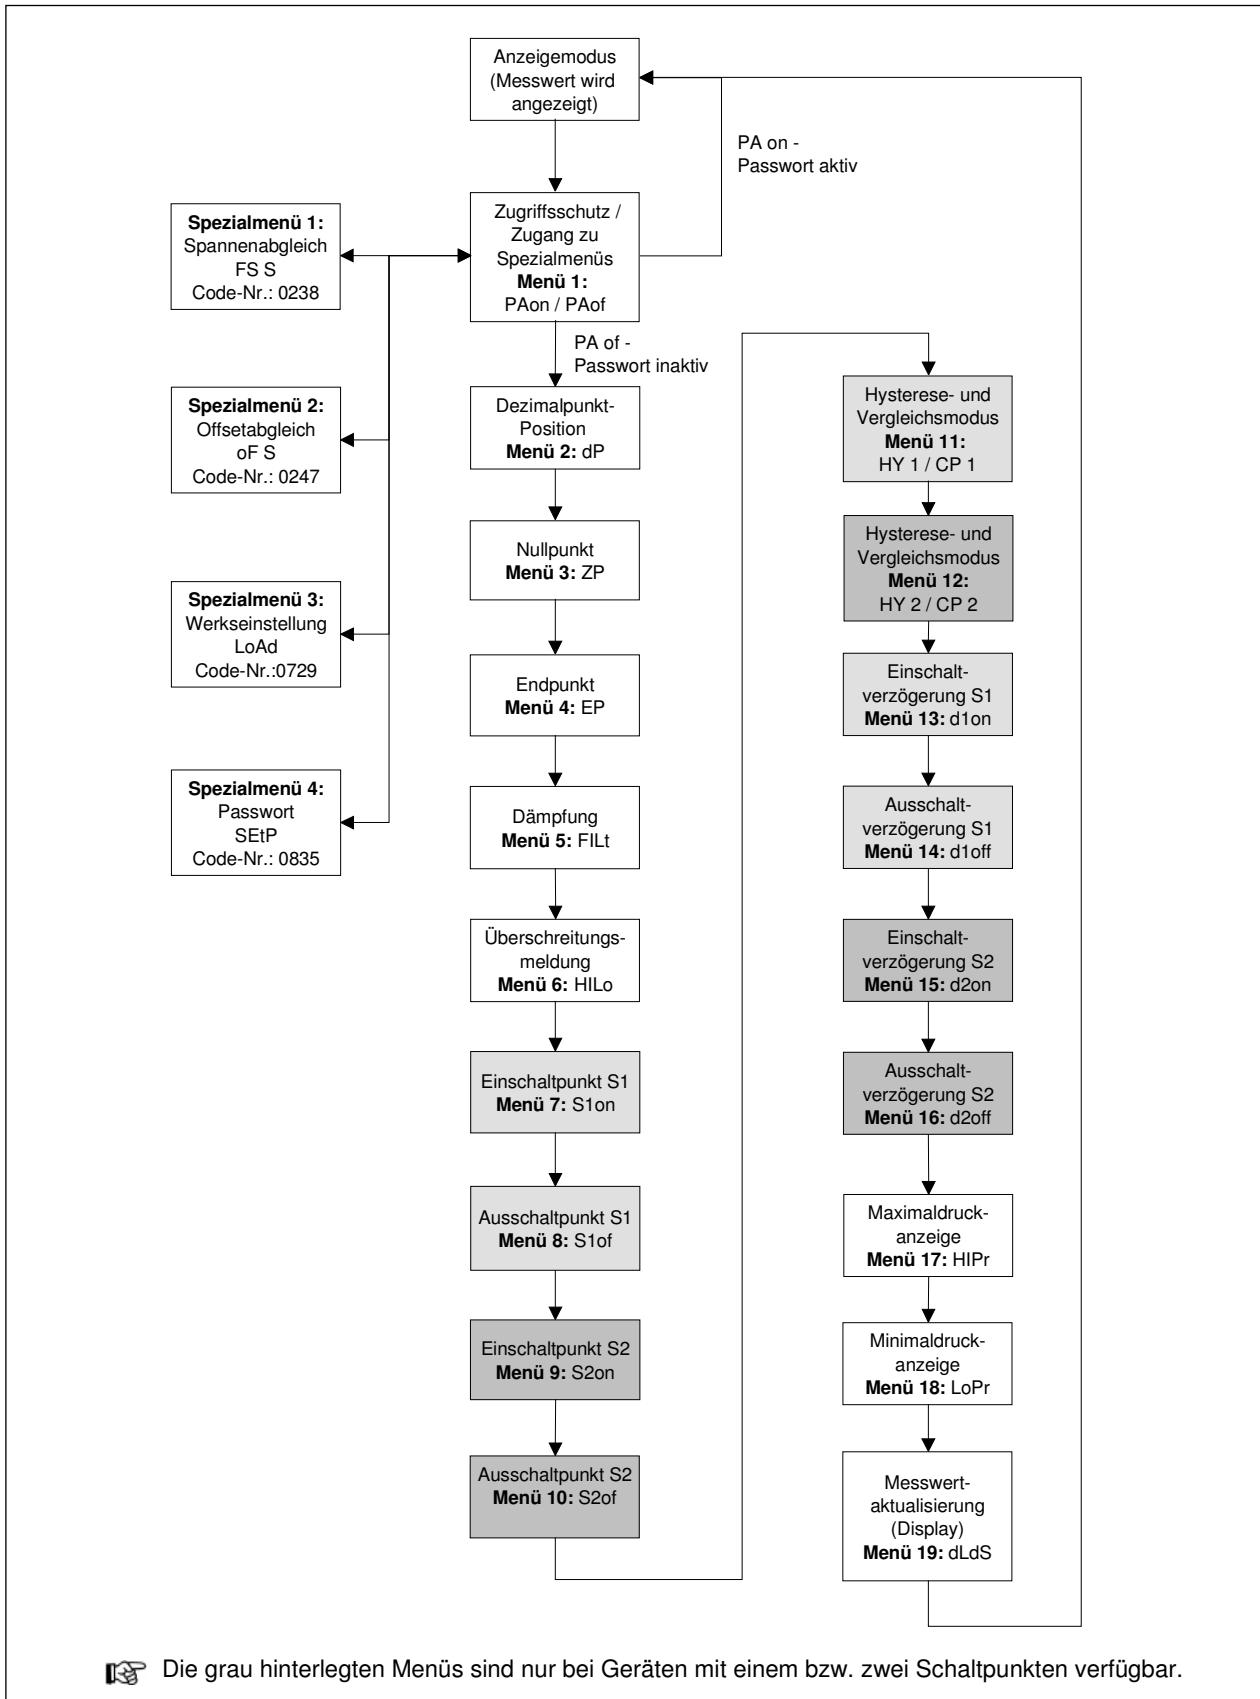 Anzeigemodus
(Messwert wird
angezeigt)
PA on -
Passwort aktiv
Zugriffsschutz /
Zugang zu
Spezialmenüs
Menü 1:
PAon / PAof
Spezialmenü 1:
Spannenabgleich
FS S
Code-Nr.: 0238
Spezialmenü 2:
Offsetabgleich
oF S
Code-Nr.: 0247
Spezialmenü 3:
Werkseinstellung
LoAd
Code-Nr.:0729
Spezialmenü 4:
Passwort
SEtP
Code-Nr.: 0835
PA of -
Passwort inaktiv
Dezimalpunkt-
Position
Menü 2: dP
Nullpunkt
Menü 3: ZP
Endpunkt
Menü 4: EP
Dämpfung
Menü 5: FILt
Überschreitungs-
meldung
Menü 6: HILo
Einschaltpunkt S1
Menü 7: S1on
Ausschaltpunkt S1
Menü 8: S1of
Einschaltpunkt S2
Menü 9: S2on
Ausschaltpunkt S2
Menü 10: S2of
Hysterese- und
Vergleichsmodus
Menü 11:
HY 1 / CP 1
Hysterese- und
Vergleichsmodus
Menü 12:
HY 2 / CP 2
Einschalt-
verzögerung S1
Menü 13: d1on
Ausschalt-
verzögerung S1
Menü 14: d1off
Einschalt-
verzögerung S2
Menü 15: d2on
Ausschalt-
verzögerung S2
Menü 16: d2off
Maximaldruck-
anzeige
Menü 17: HIPr
Minimaldruck-
anzeige
Menü 18: LoPr
Messwert-
aktualisierung
(Display)
Menü 19: dLdS
Die grau hinterlegten Menüs sind nur bei Geräten mit einem bzw. zwei Schaltpunkten verfügbar.